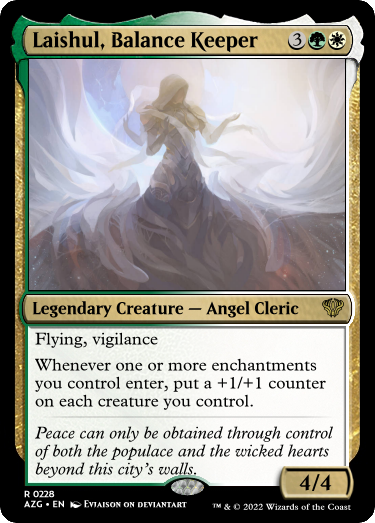 Laishul, Balance Keeper 3
Legendary Creature — Angel Cleric
Flying, vigilance
Whenever one or more enchantments
you control enter, put a +1/+1 counter
on each creature you control.
Peace can only be obtained through control
of both the populace and the wicked hearts
beyond this city's walls.
4/4
R 0228
AZG • EN EVIAISON ON DEVIANTART
™ & © 2022 Wizards of the Coast